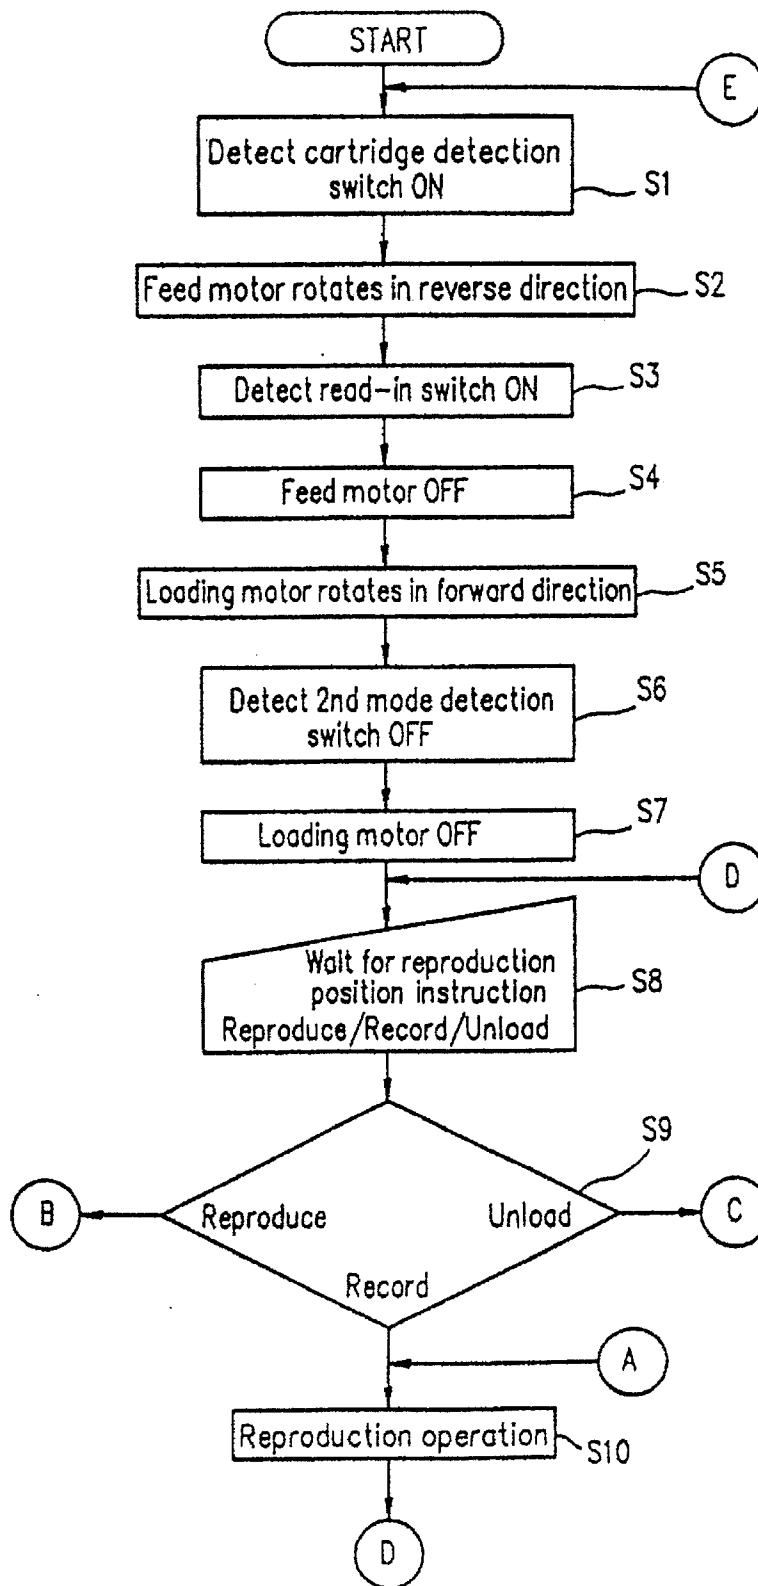 START
E
Detect cartridge detection
switch ON
S1
Feed motor rotates in reverse direction
S2
Detect read-in switch ON
S3
Feed motor OFF
S4
Loading motor rotates in forward direction
S5
Detect 2nd mode detection
switch OFF
S6
Loading motor OFF
S7
D
Wait for reproduction
position instruction
Reproduce/Record/Unload
S8
S9
B
Reproduce
Unload
C
Record
A
Reproduction operation
S10
D